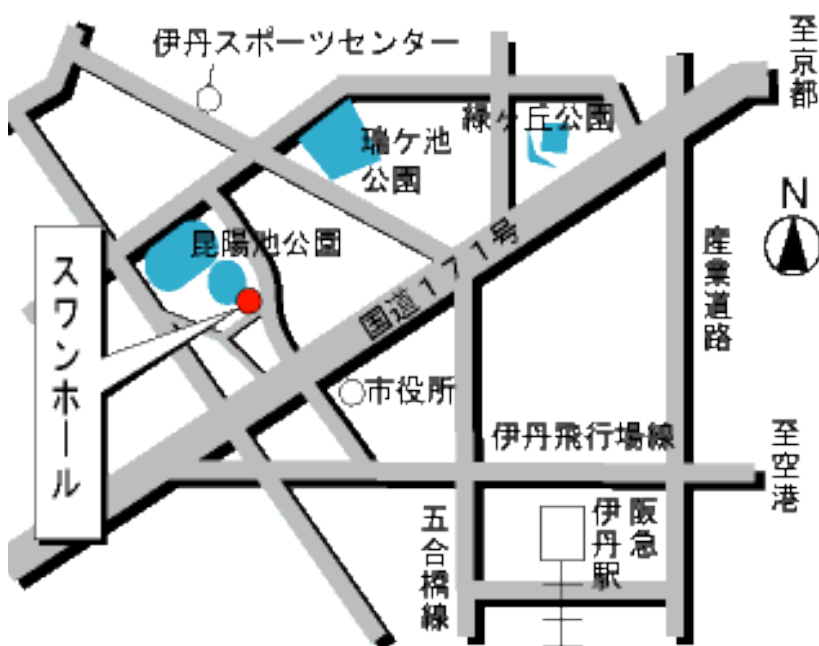 伊丹スポーツセンター
至京都
緑ヶ丘公園
瑞ケ池
公園
N
昆陽池公園
国道171号
産業道路
スワンホール
市役所
伊丹飛行場線
至空港
五合橋線
阪急
伊丹駅